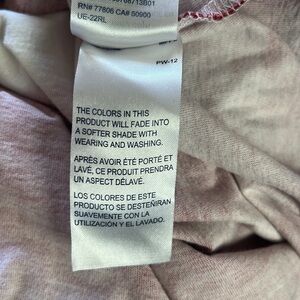 RN# 77806 CA# 50900
UE-22RL
PW-12
THE COLORS IN THIS
PRODUCT WILL FADE INTO
A SOFTER SHADE WITH
WEARING AND WASHING.
APRÈS AVOIR ÉTÉ PORTÉ ET
LAVÉ, CE PRODUIT PRENDRA
UN ASPECT DÉLAVÉ.
LOS COLORES DE ESTE
PRODUCTO SE DESTEÑIRAN
SUAVEMENTE CON LA
UTILIZACIÓN Y EL LAVADO.